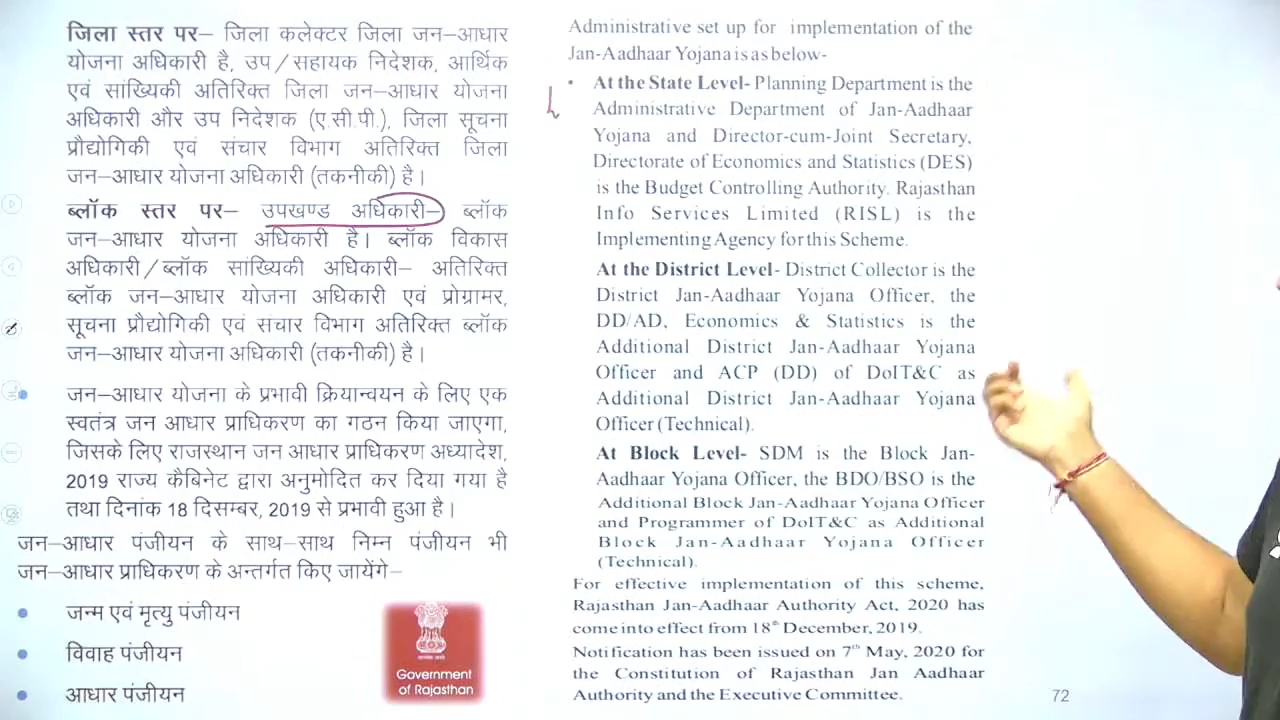 जिला स्तर पर– जिला कलेक्टर जिला जन–आधार
योजना अधिकारी है, उप/सहायक निदेशक, आर्थिक
एवं सांख्यिकी अतिरिक्त जिला जन–आधार योजना
अधिकारी और उप निदेशक (ए.सी.पी.), जिला सूचना
प्रौद्योगिकी एवं संचार विभाग अतिरिक्त जिला
जन–आधार योजना अधिकारी (तकनीकी) है।
ब्लॉक स्तर पर– उपखण्ड अधिकारी– ब्लॉक
जन–आधार योजना अधिकारी है। ब्लॉक विकास
अधिकारी/ब्लॉक सांख्यिकी अधिकारी– अतिरिक्त
ब्लॉक जन–आधार योजना अधिकारी एवं प्रोग्रामर,
सूचना प्रौद्योगिकी एवं संचार विभाग अतिरिक्त ब्लॉक
जन–आधार योजना अधिकारी (तकनीकी) है।
जन–आधार योजना के प्रभावी क्रियान्वयन के लिए एक
स्वतंत्र जन आधार प्राधिकरण का गठन किया जाएगा,
जिसके लिए राजस्थान जन आधार प्राधिकरण अध्यादेश,
2019 राज्य कैबिनेट द्वारा अनुमोदित कर दिया गया है
तथा दिनांक 18 दिसम्बर, 2019 से प्रभावी हुआ है।
जन–आधार पंजीयन के साथ–साथ निम्न पंजीयन भी
जन–आधार प्राधिकरण के अन्तर्गत किए जायेंगे–
जन्म एवं मृत्यु पंजीयन
विवाह पंजीयन
आधार पंजीयन
Government
of Rajasthan
Administrative set up for implementation of the
Jan-Aadhaar Yojana is as below-
• At the State Level- Planning Department is the
Administrative Department of Jan-Aadhaar
Yojana and Director-cum-Joint Secretary,
Directorate of Economics and Statistics (DES)
is the Budget Controlling Authority. Rajasthan
Info Services Limited (RISL) is the
Implementing Agency for this Scheme.
At the District Level- District Collector is the
District Jan-Aadhaar Yojana Officer, the
DD/AD, Economics & Statistics is the
Additional District Jan-Aadhaar Yojana
Officer and ACP (DD) of DoIT&C as
Additional District Jan-Aadhaar Yojana
Officer (Technical).
At Block Level- SDM is the Block Jan-
Aadhaar Yojana Officer, the BDO/BSO is the
Additional Block Jan-Aadhaar Yojana Officer
and Programmer of DoIT&C as Additional
Block Jan-Aadhaar Yojana Officer
(Technical).
For effective implementation of this scheme,
Rajasthan Jan-Aadhaar Authority Act, 2020 has
come into effect from 18th December, 2019.
Notification has been issued on 7th May, 2020 for
the Constitution of Rajasthan Jan Aadhaar
Authority and the Executive Committee.
72